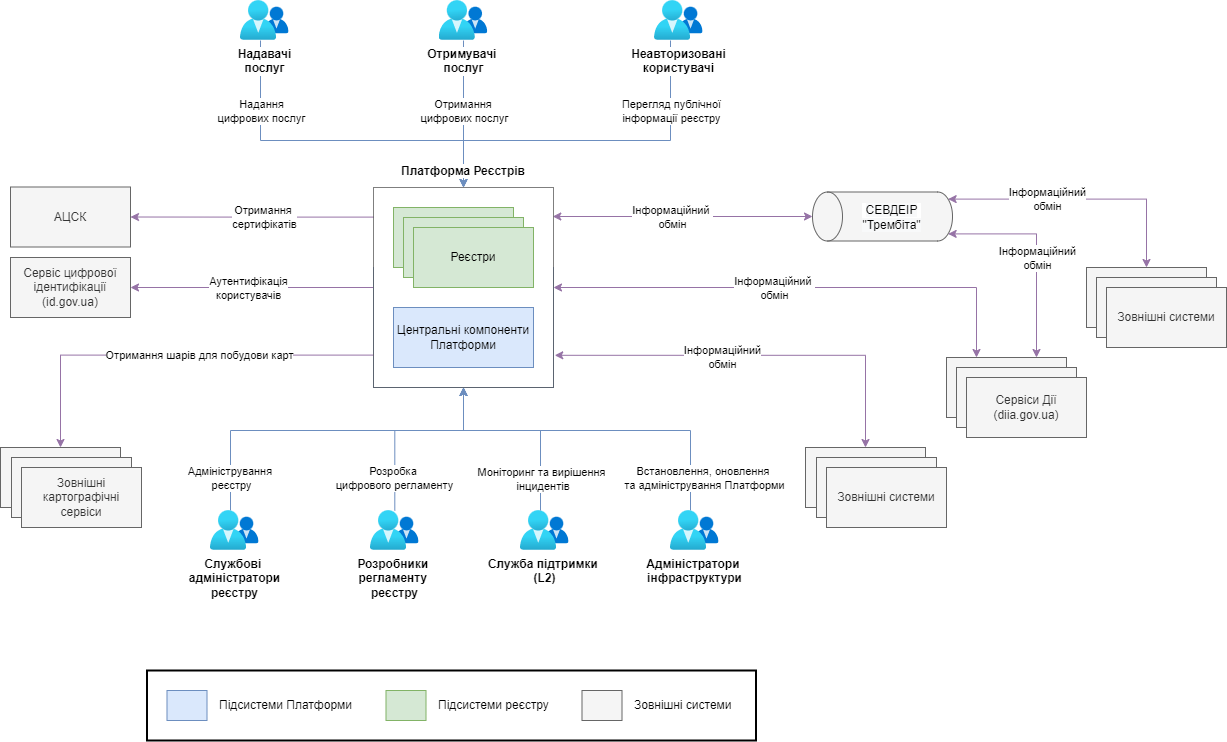 Надавачі
послуг
Отримувачі
послуг
Неавторизовані
користувачі
Надання
цифрових послуг
Отримання
цифрових послуг
Перегляд публічної
інформації реєстру
Платформа Реєстрів
АЦСК
Отримання
сертифікатів
Реєстри
Інформаційний
обмін
СЕВДЕІР
"Трембіта"
Інформаційний
обмін
Інформаційний
обмін
Сервіс цифрової
ідентифікації
(id.gov.ua)
Аутентифікація
користувачів
Інформаційний
обмін
Зовнішні системи
Центральні компоненти
Платформи
Отримання шарів для побудови карт
Інформаційний
обмін
Сервіси Дії
(diia.gov.ua)
Зовнішні
картографічні
сервіси
Адміністрування
реєстру
Розробка
цифрового регламенту
Моніторинг та вирішення
інцидентів
Встановлення, оновлення
та адміністрування Платформи
Зовнішні системи
Службові
адміністратори
реєстру
Розробники
регламенту
реєстру
Служба підтримки
(L2)
Адміністратори
інфраструктури
Підсистеми Платформи
Підсистеми реєстру
Зовнішні системи